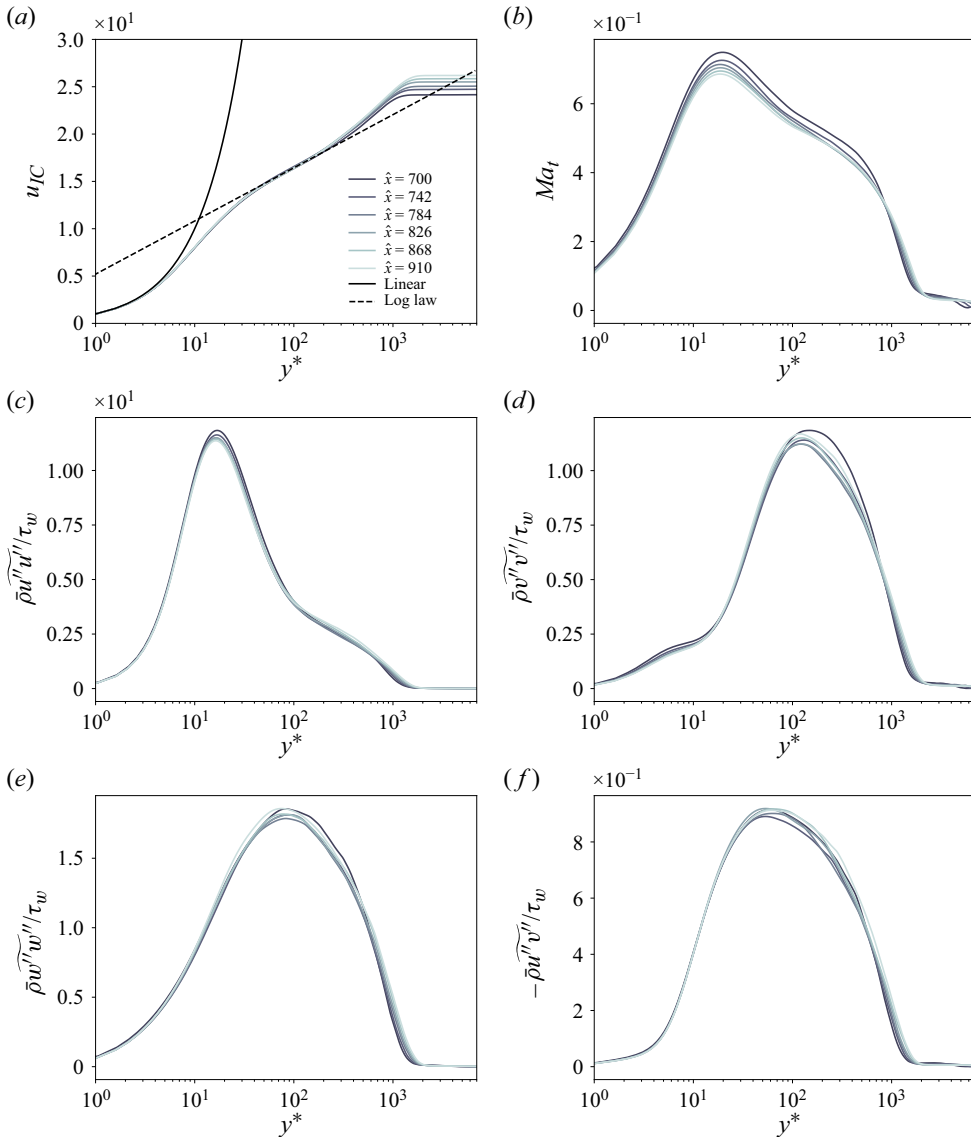 (a)
×10¹
3.0
2.5
2.0
1.5
1.0
0.5
0
u_IC
x̂ = 700
x̂ = 742
x̂ = 784
x̂ = 826
x̂ = 868
x̂ = 910
Linear
Log law
10⁰ 10¹ 10² 10³
y*
(b)
×10⁻¹
8
6
4
2
0
Ma_t
10⁰ 10¹ 10² 10³
y*
(c)
×10¹
1.00
0.75
0.50
0.25
0
ρ̄u″u″/τ_w
10⁰ 10¹ 10² 10³
y*
(d)
1.00
0.75
0.50
0.25
0
ρ̄v″v″/τ_w
10⁰ 10¹ 10² 10³
y*
(e)
1.5
1.0
0.5
0
ρ̄w″w″/τ_w
10⁰ 10¹ 10² 10³
y*
(f)
×10⁻¹
8
6
4
2
0
−ρ̄u″v″/τ_w
10⁰ 10¹ 10² 10³
y*